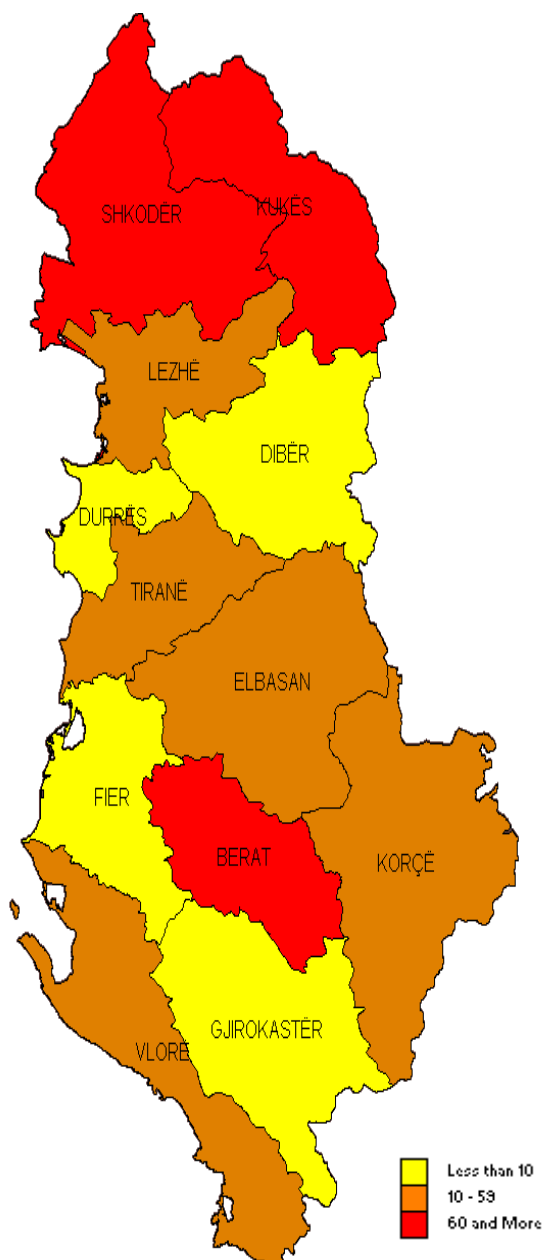 SHKODËR
KUKËS
LEZHË
DIBËR
DURRËS
TIRANË
ELBASAN
FIER
BERAT
KORÇË
GJIROKASTËR
VLORË
Less than 10
10 - 59
60 and More